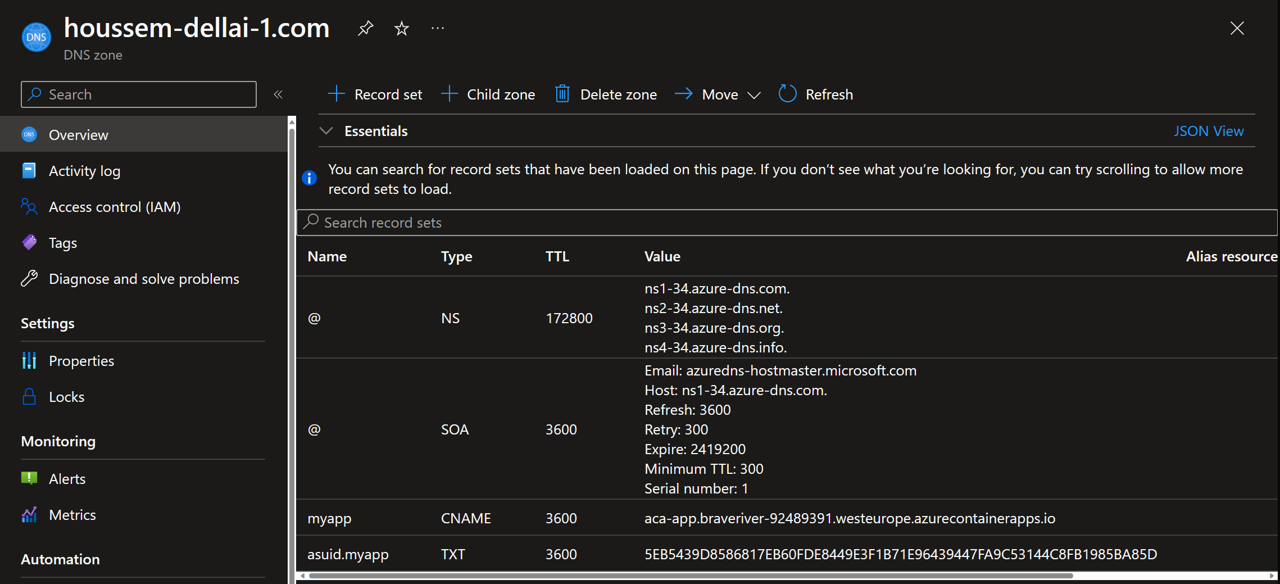 DNS
houssem-dellai-1.com
DNS zone
Search
Record set
Child zone
Delete zone
Move
Refresh
Essentials
JSON View
DNS
Overview
Activity log
Access control (IAM)
Tags
Diagnose and solve problems
Settings
Properties
Locks
Monitoring
Alerts
Metrics
Automation
You can search for record sets that have been loaded on this page. If you don't see what you're looking for, you can try scrolling to allow more
record sets to load.
Search record sets
Name Type TTL Value Alias resource
@ NS 172800
ns1-34.azure-dns.com.
ns2-34.azure-dns.net.
ns3-34.azure-dns.org.
ns4-34.azure-dns.info.
@ SOA 3600
Email: azuredns-hostmaster.microsoft.com
Host: ns1-34.azure-dns.com.
Refresh: 3600
Retry: 300
Expire: 2419200
Minimum TTL: 300
Serial number: 1
myapp CNAME 3600 aca-app.braveriver-92489391.westeurope.azurecontainerapps.io
asuid.myapp TXT 3600 5EB5439D8586817EB60FDE8449E3F1B71E96439447FA9C53144C8FB1985BA85D